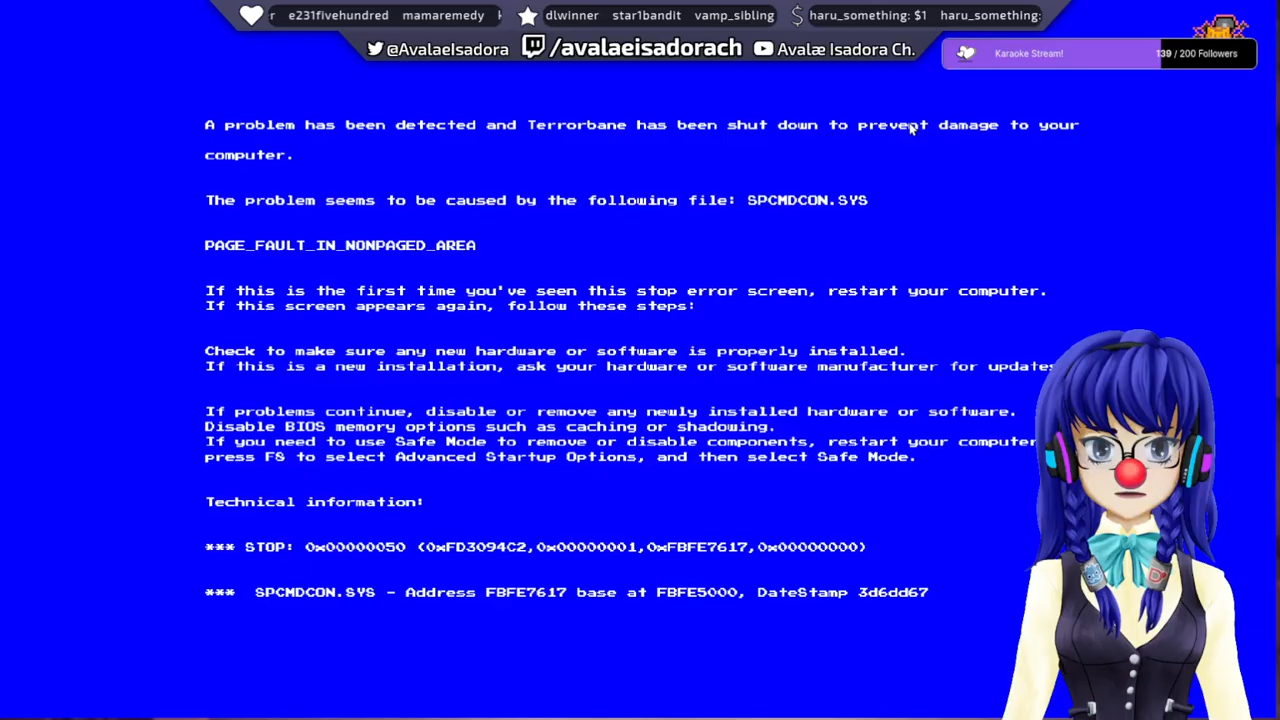 e231fivehundred mamaremedy
dlwinner star1bandit vamp_sibling
$ haru_something: $1 haru_something:
@AvalaeIsadora /avalaeisadorach Avalæ Isadora Ch.
Karaoke Stream! 139 / 200 Followers
A problem has been detected and Terrorbane has been shut down to prevent damage to your
computer.
The problem seems to be caused by the following file: SPCMDCON.SYS
PAGE_FAULT_IN_NONPAGED_AREA
If this is the first time you've seen this stop error screen, restart your computer.
If this screen appears again, follow these steps:
Check to make sure any new hardware or software is properly installed.
If this is a new installation, ask your hardware or software manufacturer for updates
If problems continue, disable or remove any newly installed hardware or software.
Disable BIOS memory options such as caching or shadowing.
If you need to use Safe Mode to remove or disable components, restart your computer
press F8 to select Advanced Startup Options, and then select Safe Mode.
Technical information:
*** STOP: 0x00000050 (0xFD3094C2,0x00000001,0xFBFE7617,0x00000000)
*** SPCMDCON.SYS - Address FBFE7617 base at FBFE5000, DateStamp 3d6dd67